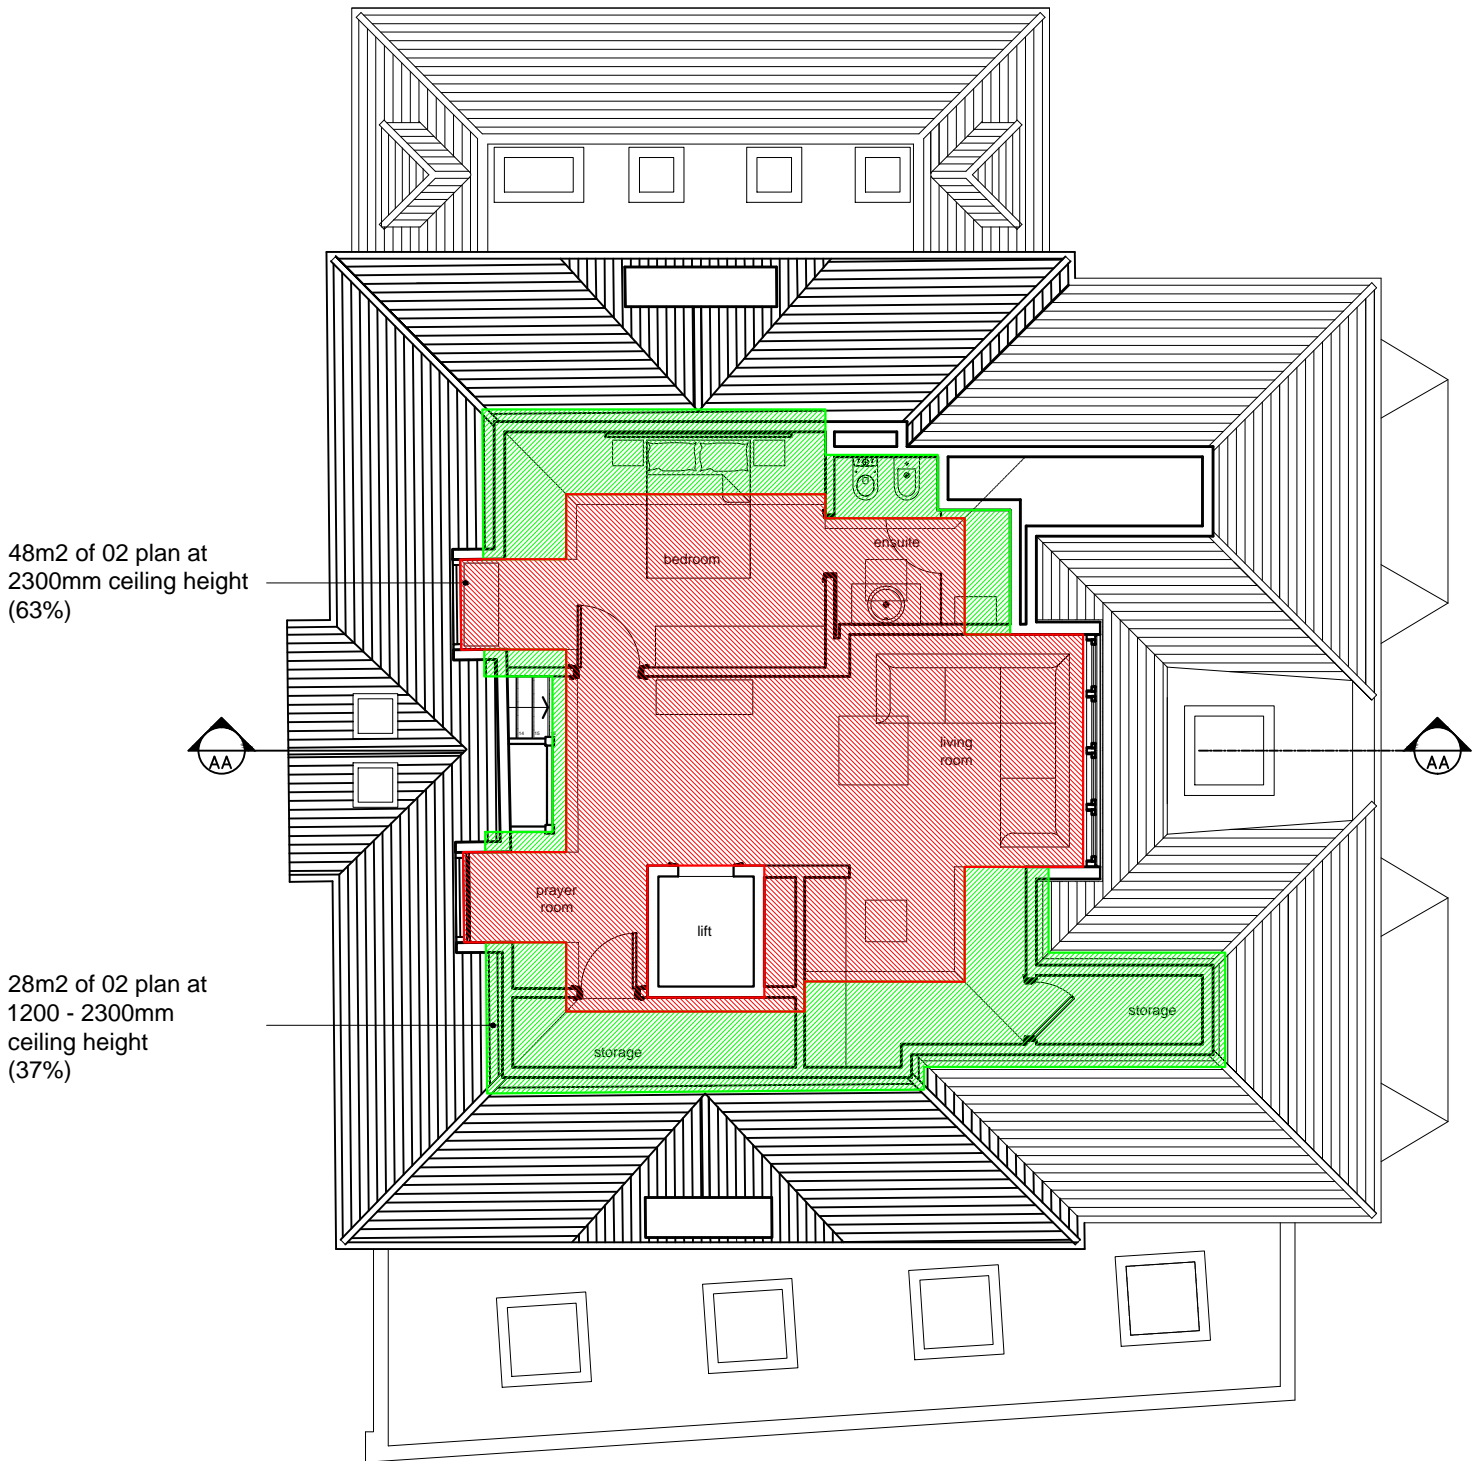 48m2 of 02 plan at
2300mm ceiling height
(63%)
bedroom
ensuite
living
room
AA
AA
prayer
room
lift
28m2 of 02 plan at
1200 - 2300mm
ceiling height
(37%)
storage
storage